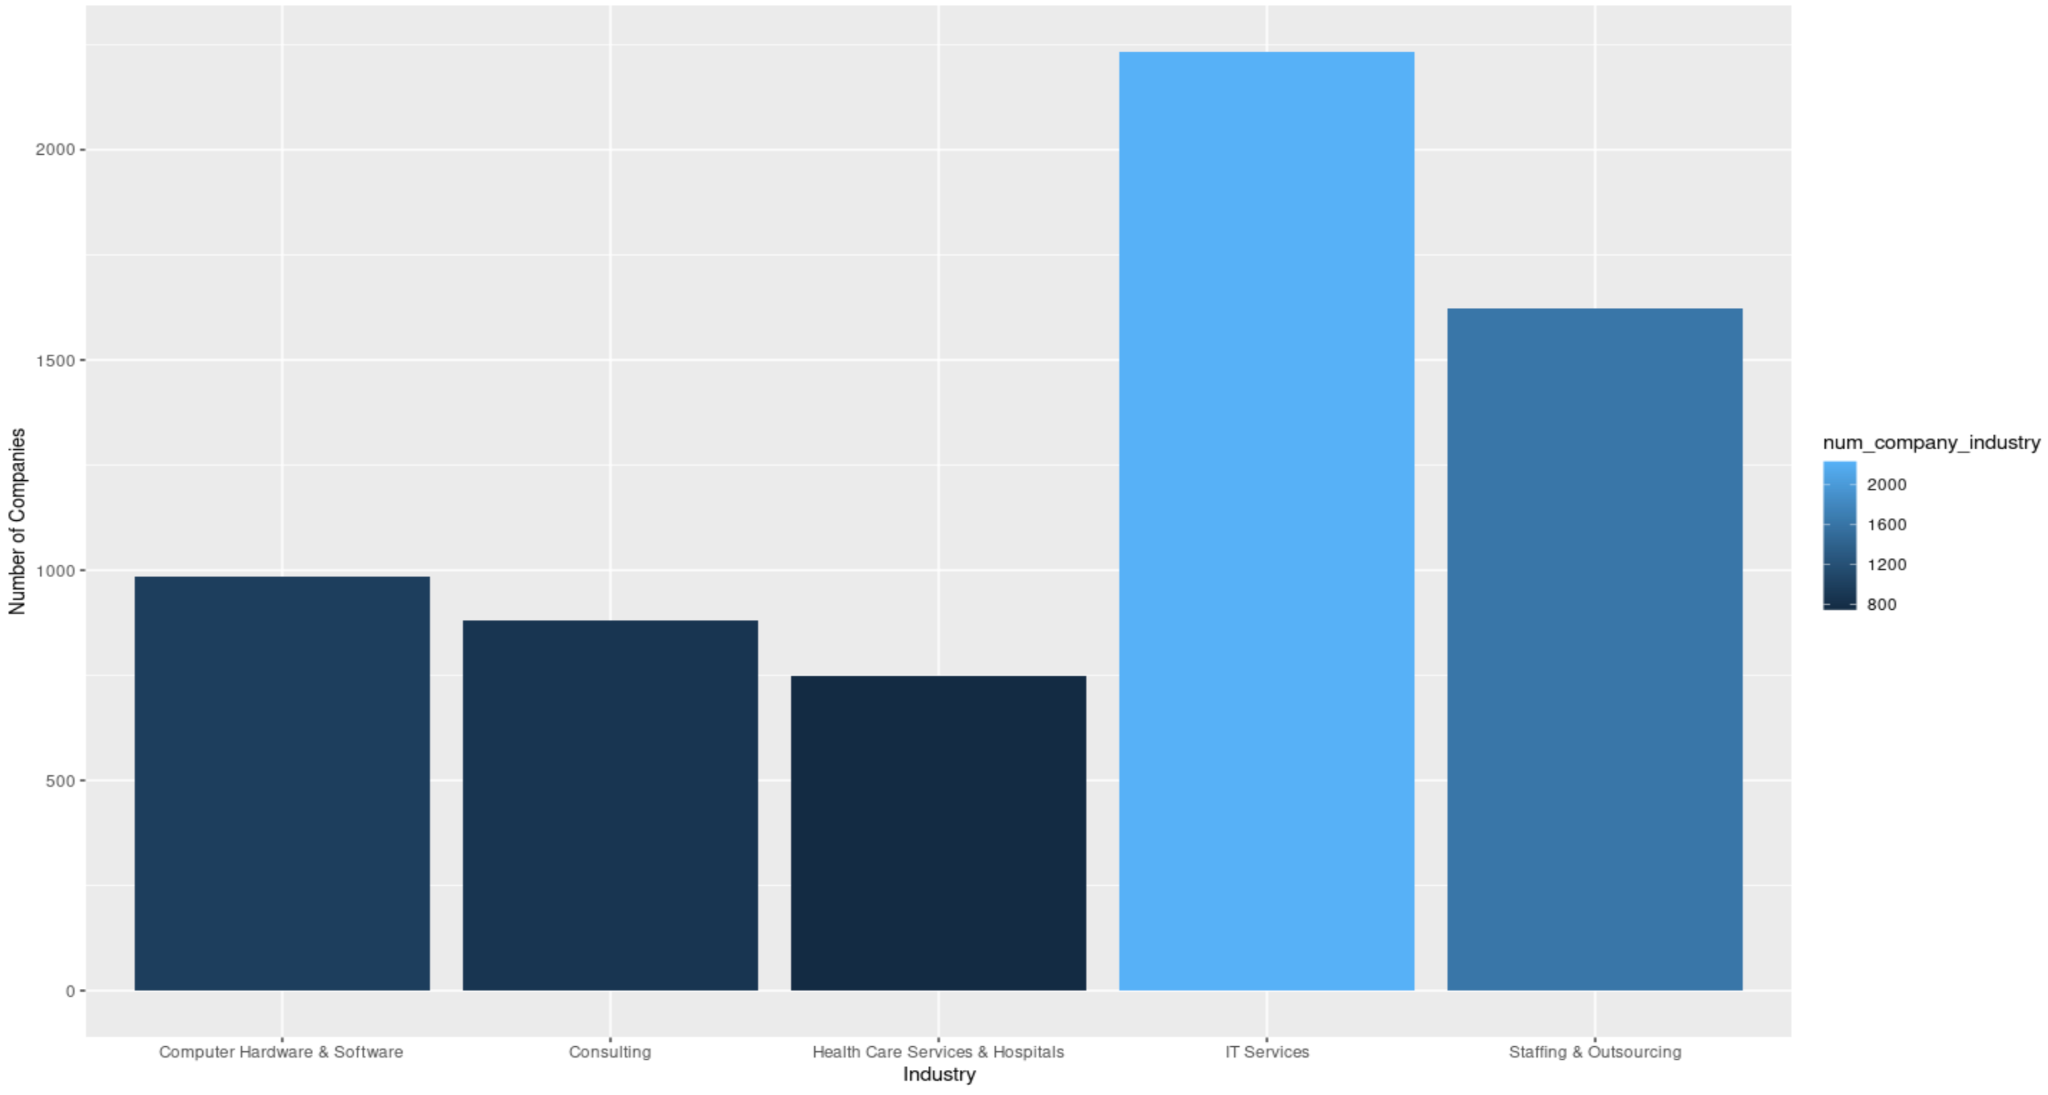 2000
1500
1000
500
0
Number of Companies
Computer Hardware & Software
Consulting
Health Care Services & Hospitals
IT Services
Staffing & Outsourcing
Industry
num_company_industry
2000
1600
1200
800